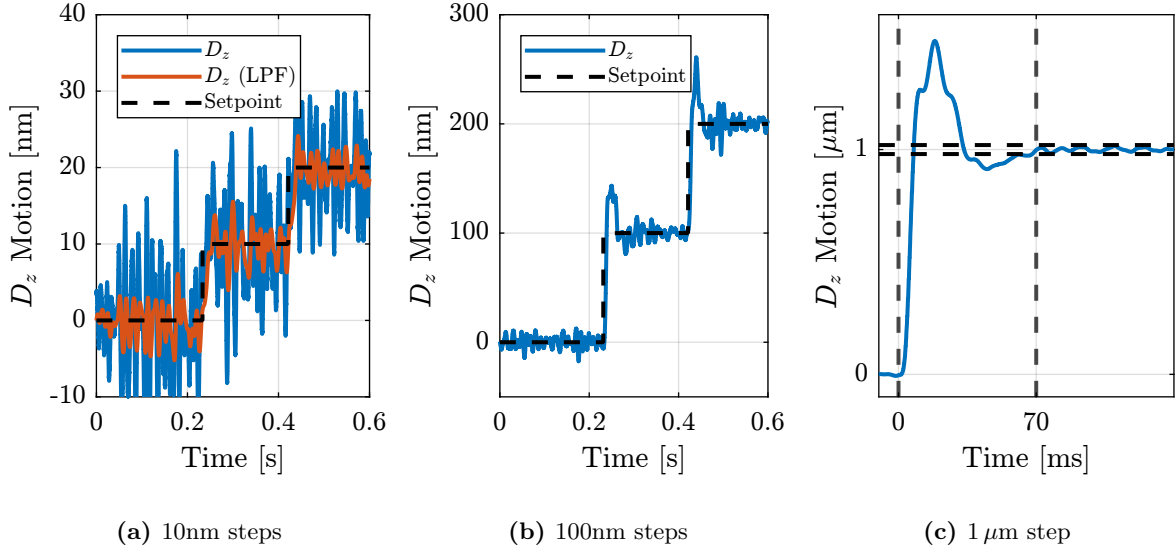 40
30
20
10
0
-10
D_z Motion [nm]
D_z
D_z (LPF)
Setpoint
0
0.2
0.4
0.6
Time [s]
(a) 10nm steps
300
200
100
0
D_z Motion [nm]
D_z
Setpoint
0
0.2
0.4
0.6
Time [s]
(b) 100nm steps
1
0
D_z Motion [μm]
0
70
Time [ms]
(c) 1 μm step